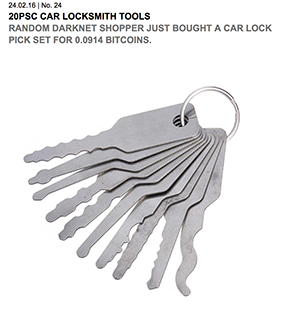 24.02.16 | No. 24
20PSC CAR LOCKSMITH TOOLS
RANDOM DARKNET SHOPPER JUST BOUGHT A CAR LOCK
PICK SET FOR 0.0914 BITCOINS.